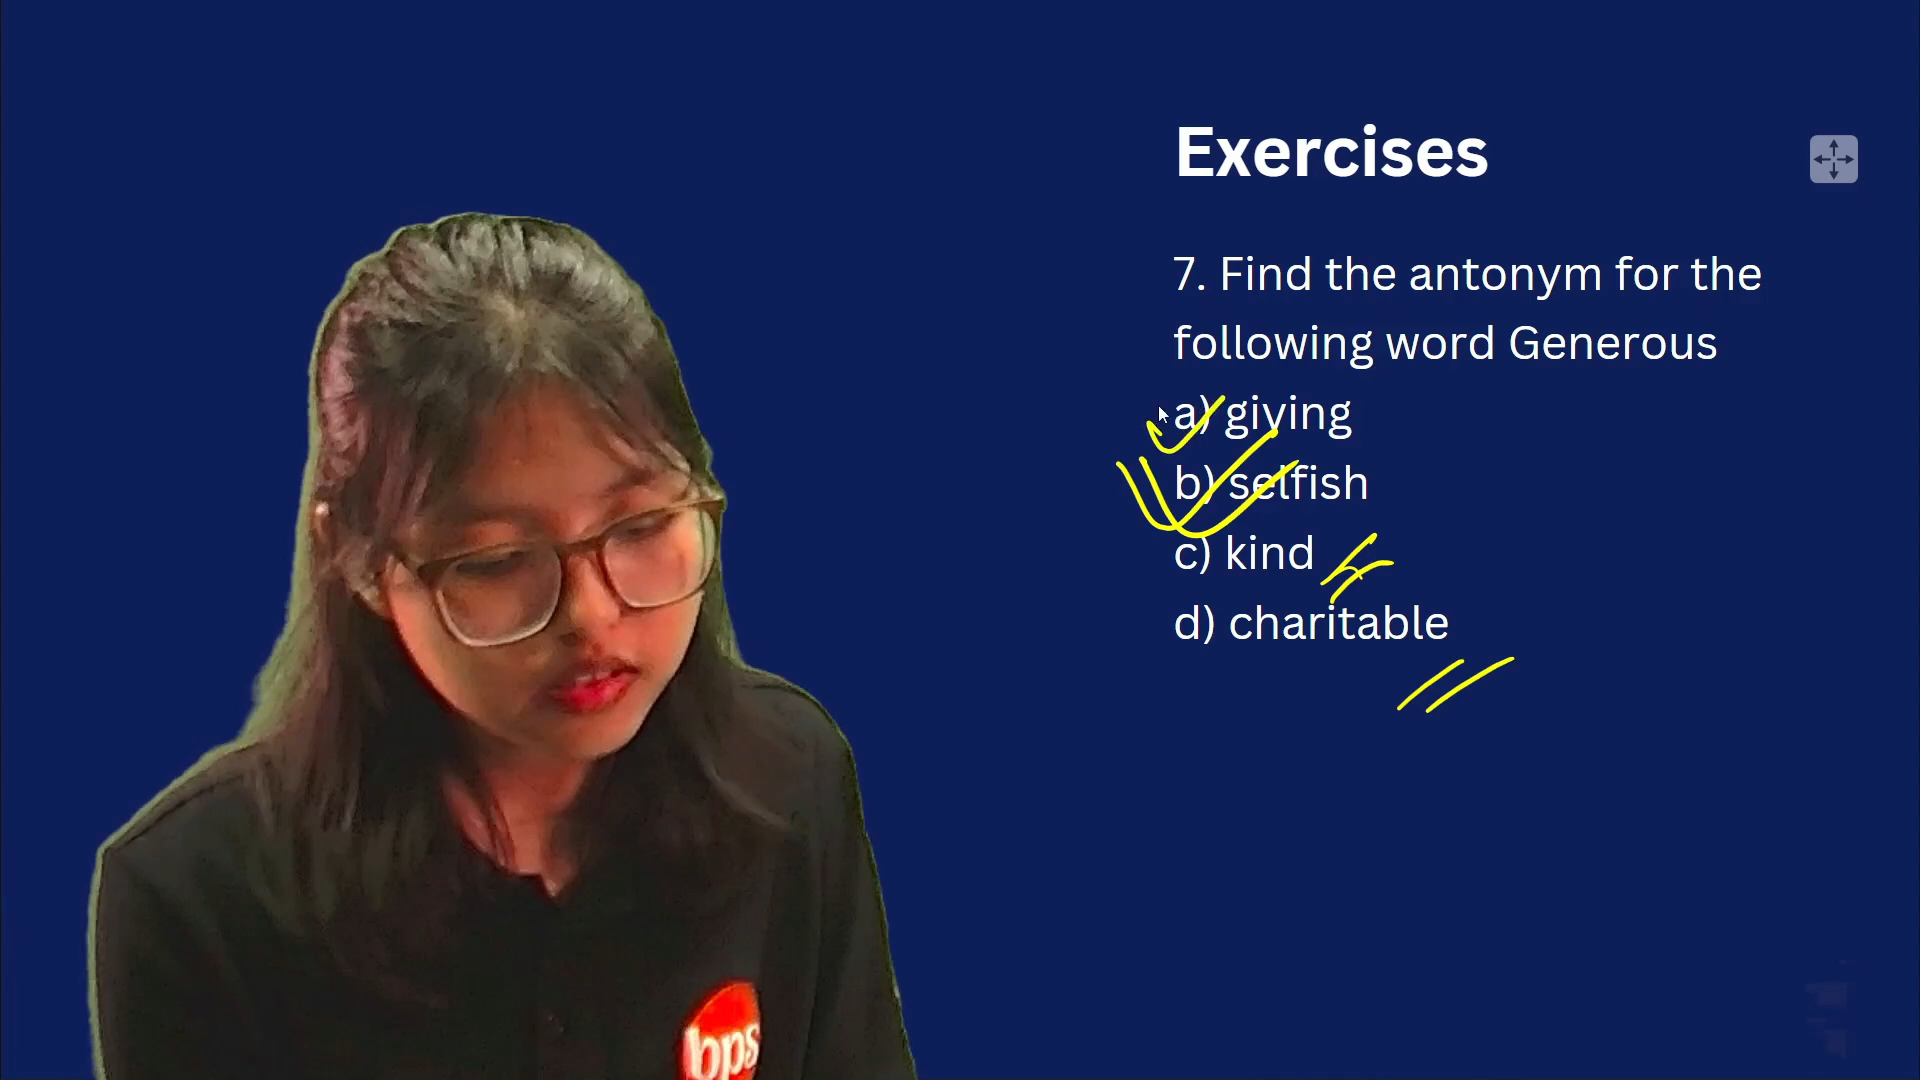 Exercises
7. Find the antonym for the
following word Generous
a) giving
b) selfish
c) kind
d) charitable
bps